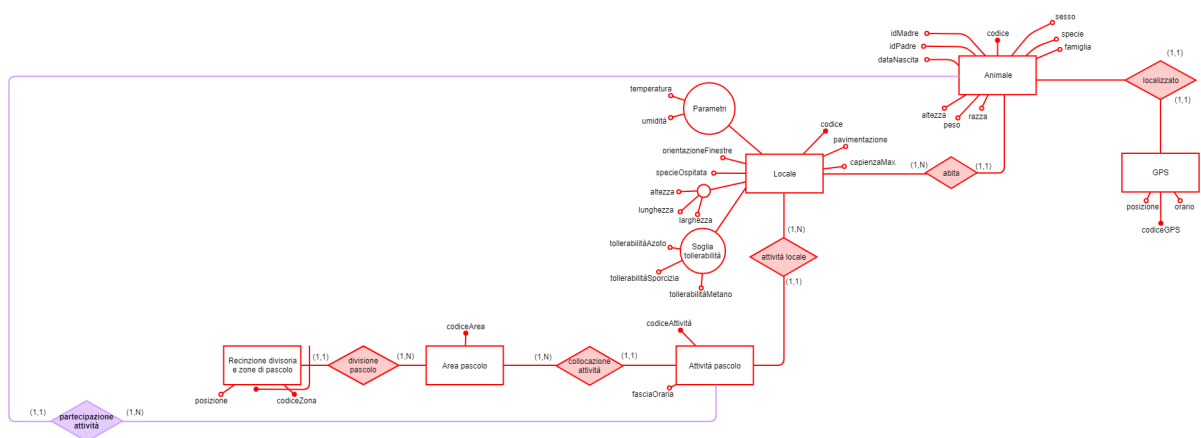 sesso
idMadre
codice
specie
idPadre
famiglia
(1,1)
dataNascita
Animale
localizzato
temperatura
(1,1)
Parametri
altezza
razza
peso
umidità
codice
pavimentazione
orientazioneFinestre
capienzaMax
(1,N)
(1,1)
GPS
specieOspitata
Locale
abita
altezza
posizione
orario
lunghezza
larghezza
codiceGPS
(1,N)
tollerabilitàAzoto
Soglia
tollerabilità
attività locale
tollerabilitàSporcizia
(1,1)
tollerabilitàMetano
codiceArea
codiceAttività
Recinzione divisoria
e zone di pascolo
(1,1)
divisione
pascolo
(1,N)
Area pascolo
(1,N)
collocazione
attività
(1,1)
Attività pascolo
posizione
codiceZona
fasciaOraria
(1,1)
partecipazione
attività
(1,N)